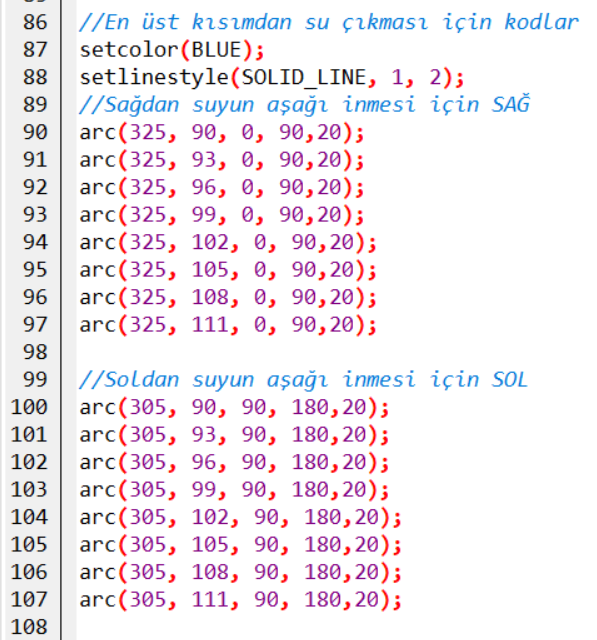 86 //En üst kısımdan su çıkması için kodlar
87 setcolor(BLUE);
88 setlinestyle(SOLID_LINE, 1, 2);
89 //Sağdan suyun aşağı inmesi için SAĞ
90 arc(325, 90, 0, 90,20);
91 arc(325, 93, 0, 90,20);
92 arc(325, 96, 0, 90,20);
93 arc(325, 99, 0, 90,20);
94 arc(325, 102, 0, 90,20);
95 arc(325, 105, 0, 90,20);
96 arc(325, 108, 0, 90,20);
97 arc(325, 111, 0, 90,20);
98
99 //Soldan suyun aşağı inmesi için SOL
100 arc(305, 90, 90, 180,20);
101 arc(305, 93, 90, 180,20);
102 arc(305, 96, 90, 180,20);
103 arc(305, 99, 90, 180,20);
104 arc(305, 102, 90, 180,20);
105 arc(305, 105, 90, 180,20);
106 arc(305, 108, 90, 180,20);
107 arc(305, 111, 90, 180,20);
108